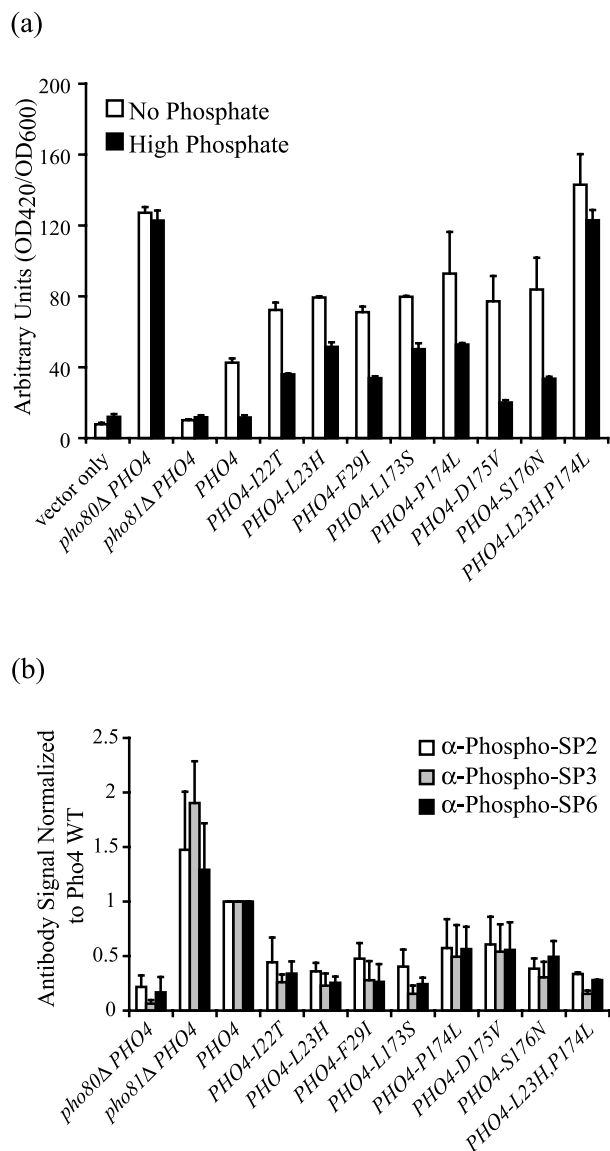 (a)
Arbitrary Units (OD420/OD600)
200
160
120
80
40
0
No Phosphate
High Phosphate
vector only
pho80Δ PHO4
pho81Δ PHO4
PHO4
PHO4-I22T
PHO4-L23H
PHO4-F29I
PHO4-L173S
PHO4-P174L
PHO4-D175V
PHO4-S176N
PHO4-L23H,P174L
(b)
Antibody Signal Normalized
to Pho4 WT
2.5
2
1.5
1
0.5
0
α-Phospho-SP2
α-Phospho-SP3
α-Phospho-SP6
pho80Δ PHO4
pho81Δ PHO4
PHO4
PHO4-I22T
PHO4-L23H
PHO4-F29I
PHO4-L173S
PHO4-P174L
PHO4-D175V
PHO4-S176N
PHO4-L23H,P174L